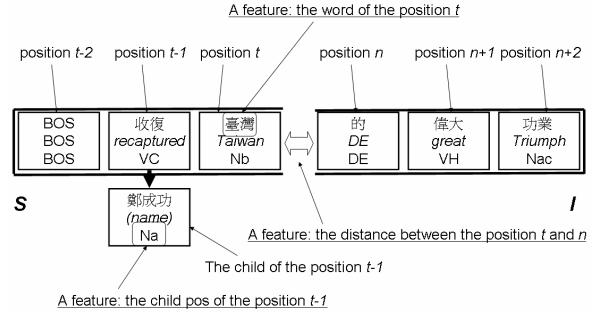 A feature: the word of the position t
position t-2 position t-1 position t position n position n+1 position n+2
BOS 收復 臺灣 的 偉大 功業
BOS recaptured Taiwan DE great Triumph
BOS VC Nb DE VH Nac
S I
鄭成功
(name)
Na
A feature: the distance between the position t and n
The child of the position t-1
A feature: the child pos of the position t-1